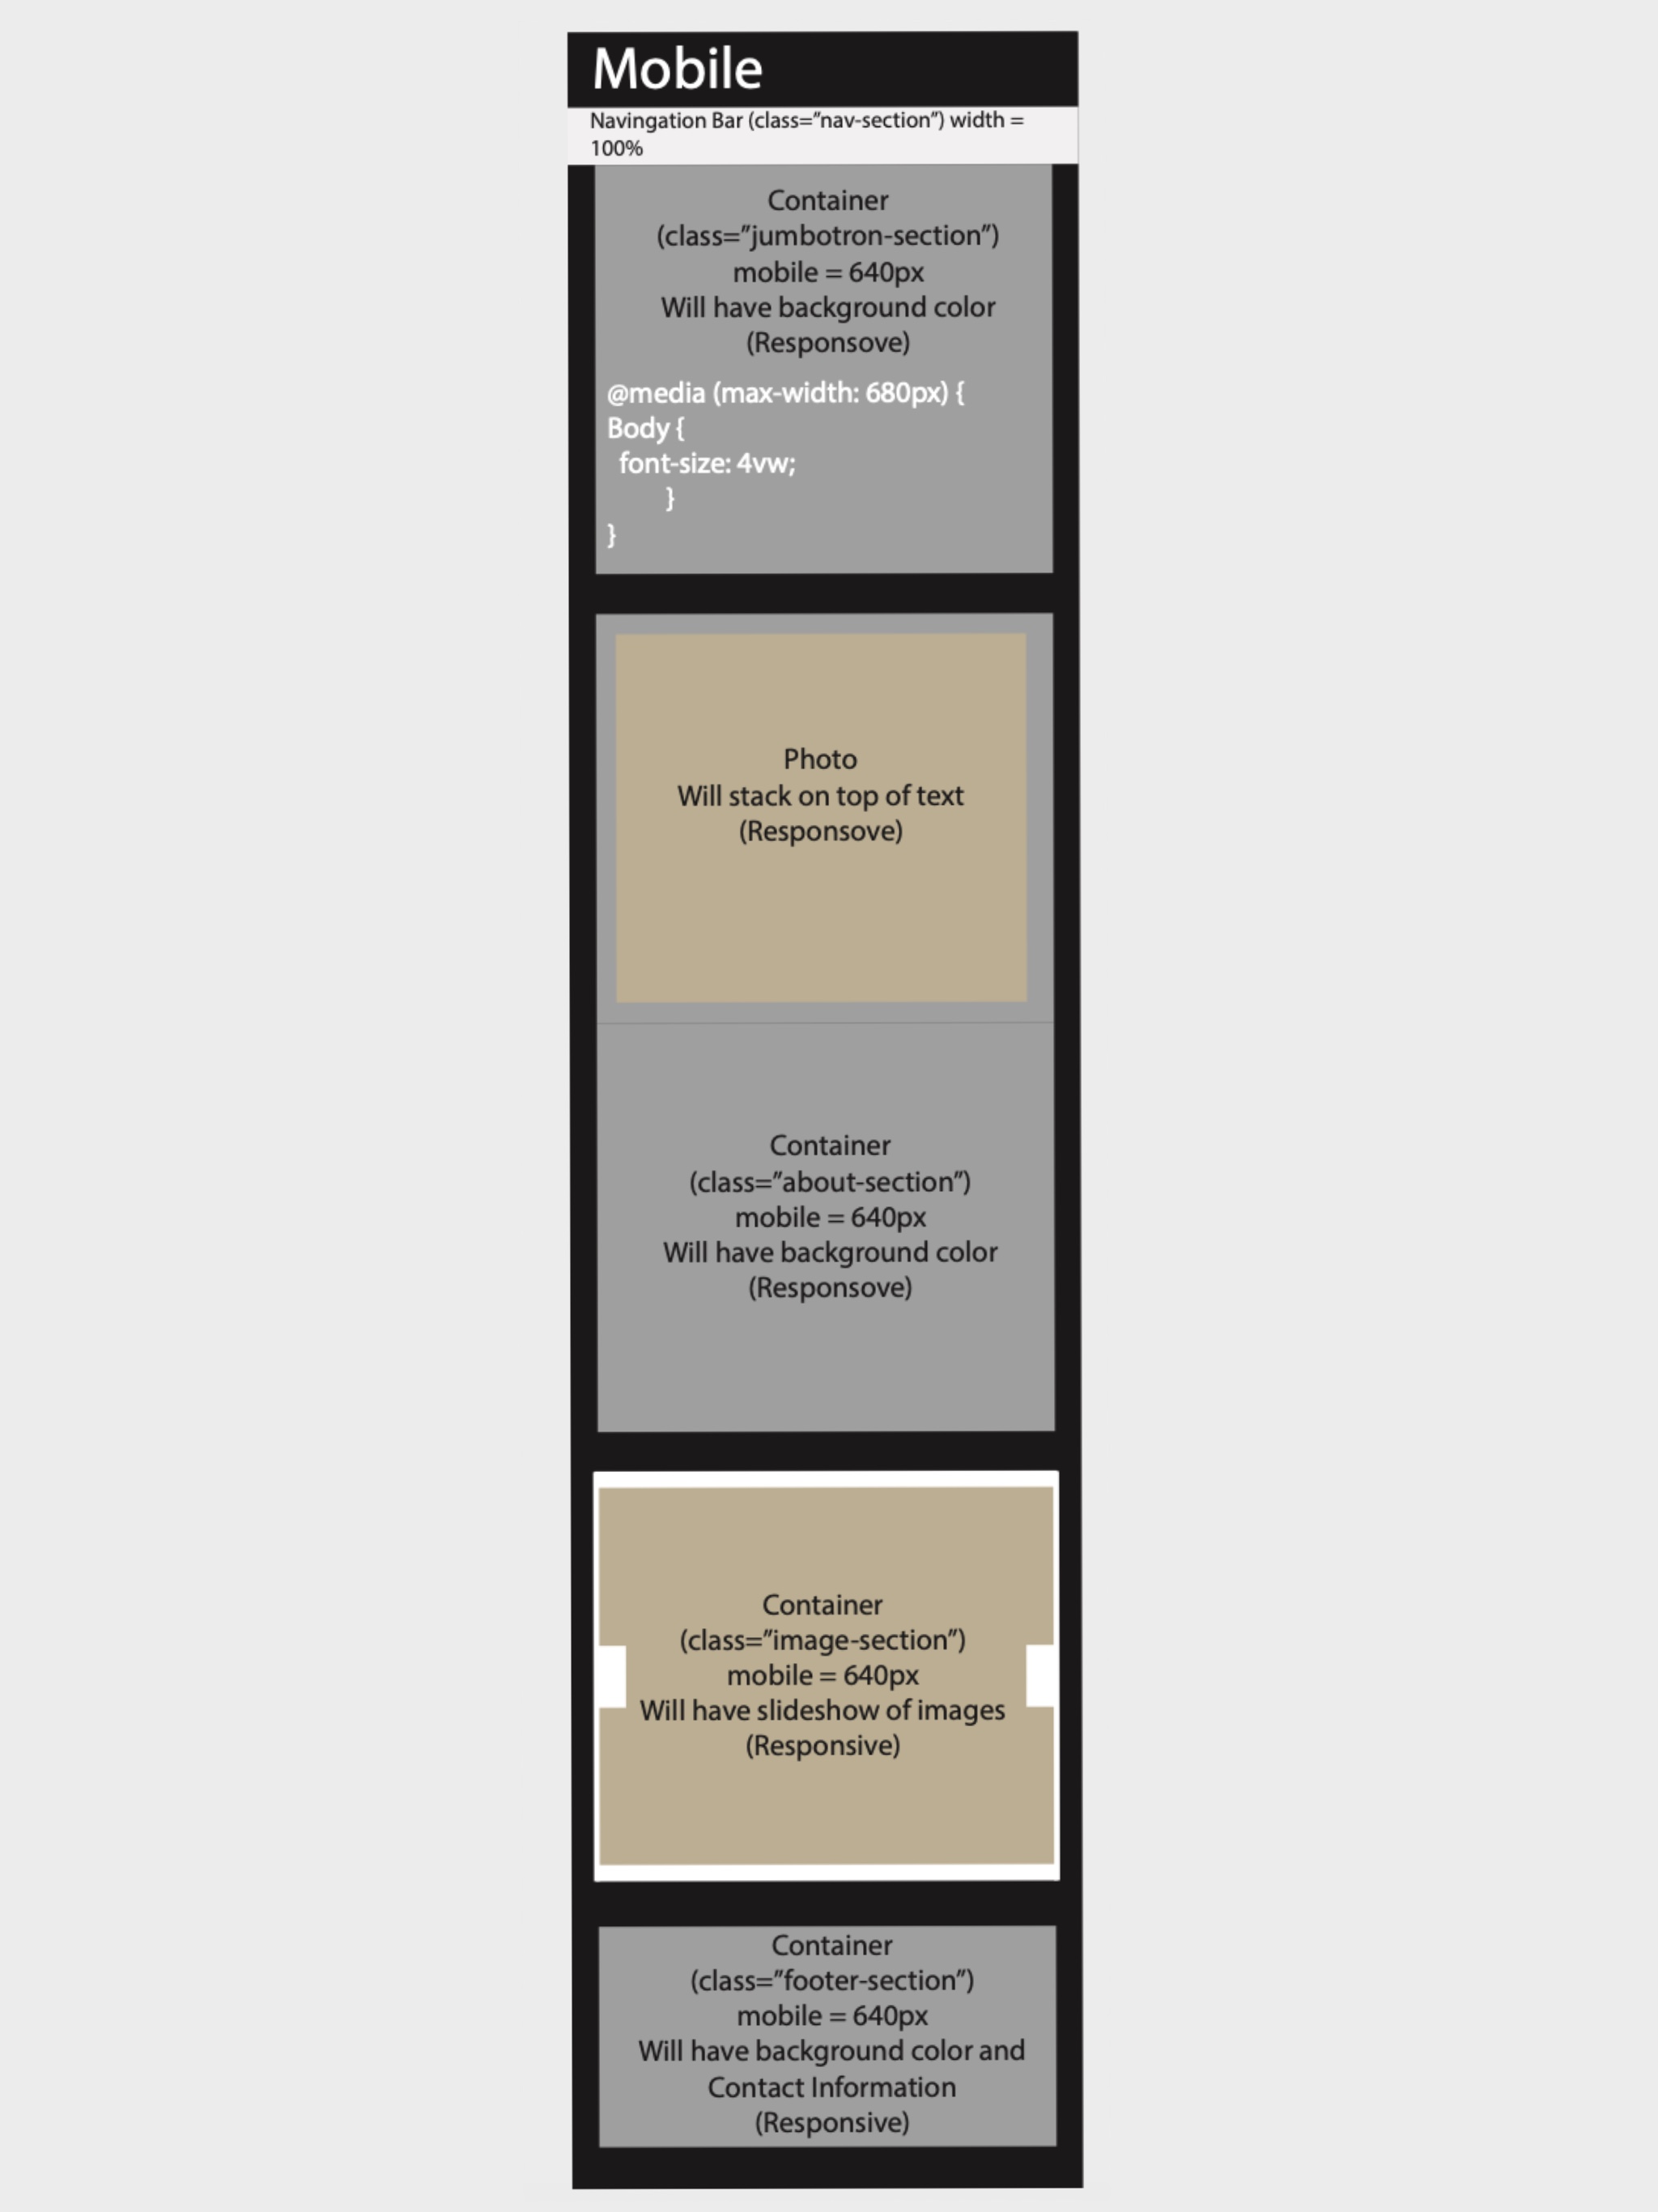 Mobile
Navingation Bar (class=”nav-section”) width =
100%
Container
(class=”jumbotron-section”)
mobile = 640px
Will have background color
(Responsove)
@media (max-width: 680px) {
Body {
font-size: 4vw;
}
}
Photo
Will stack on top of text
(Responsove)
Container
(class=”about-section”)
mobile = 640px
Will have background color
(Responsove)
Container
(class=”image-section”)
mobile = 640px
Will have slideshow of images
(Responsive)
Container
(class=”footer-section”)
mobile = 640px
Will have background color and
Contact Information
(Responsive)